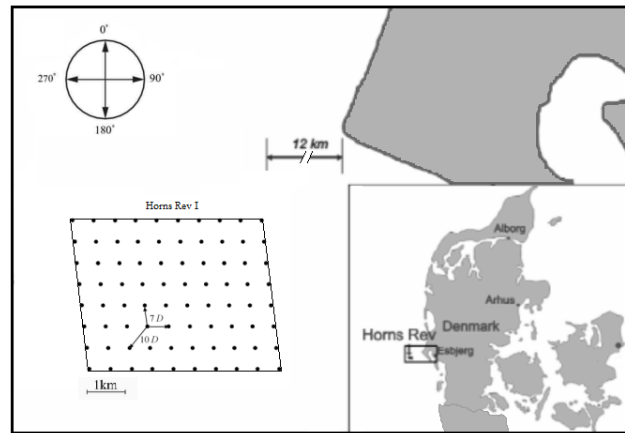 0°
270° 90°
180°
12 km
Horns Rev I
7 D
10 D
1km
Alborg
Arhus
Denmark
Horns Rev
Esbjerg